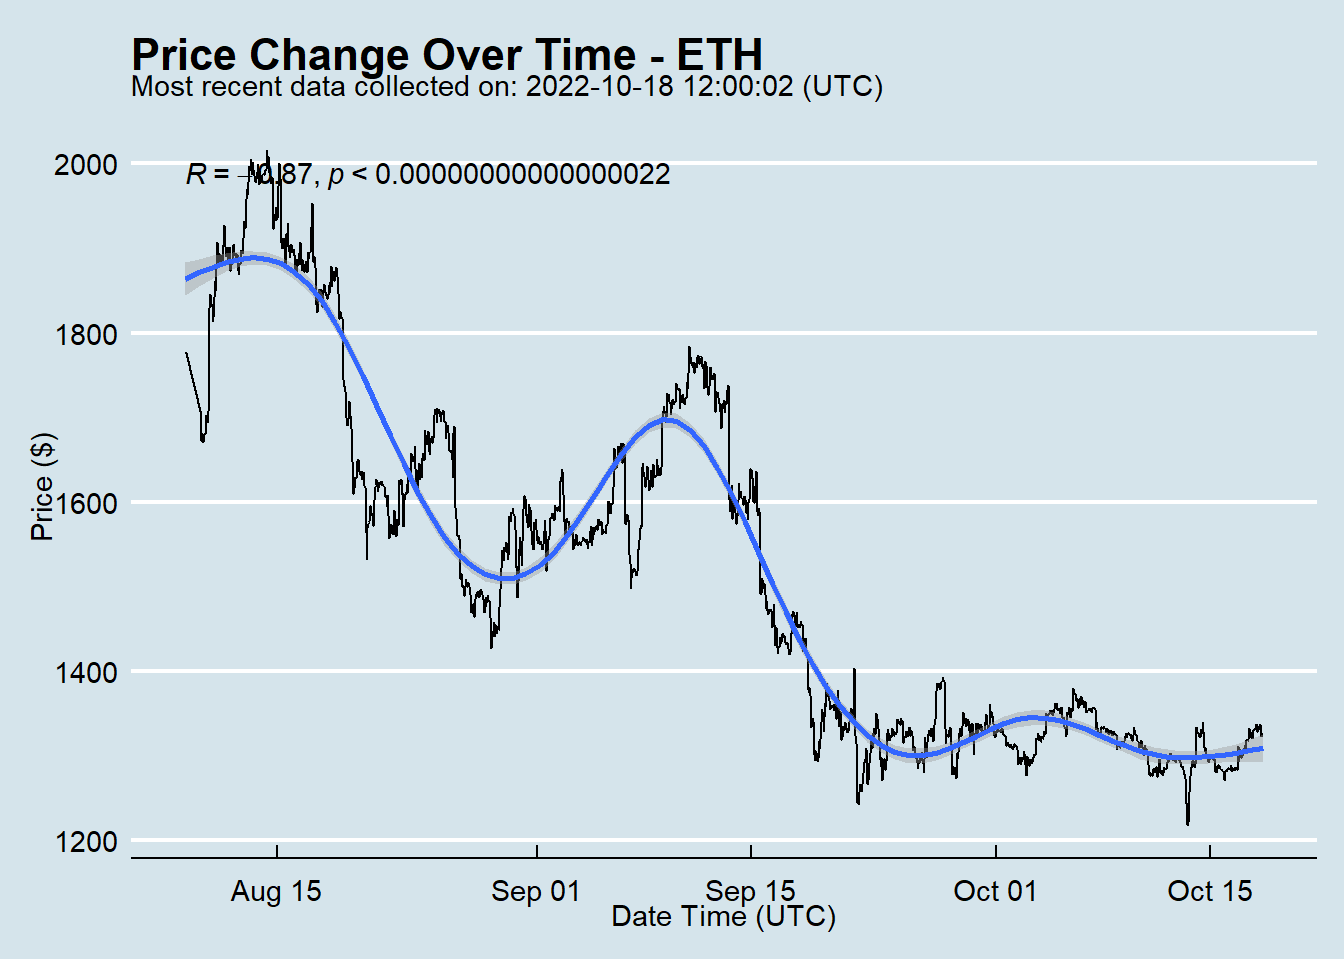 Price Change Over Time - ETH
Most recent data collected on: 2022-10-18 12:00:02 (UTC)
R = −0.87, p < 0.00000000000000022
2000
1800
1600
1400
1200
Price ($)
Aug 15 Sep 01 Sep 15 Oct 01 Oct 15
Date Time (UTC)